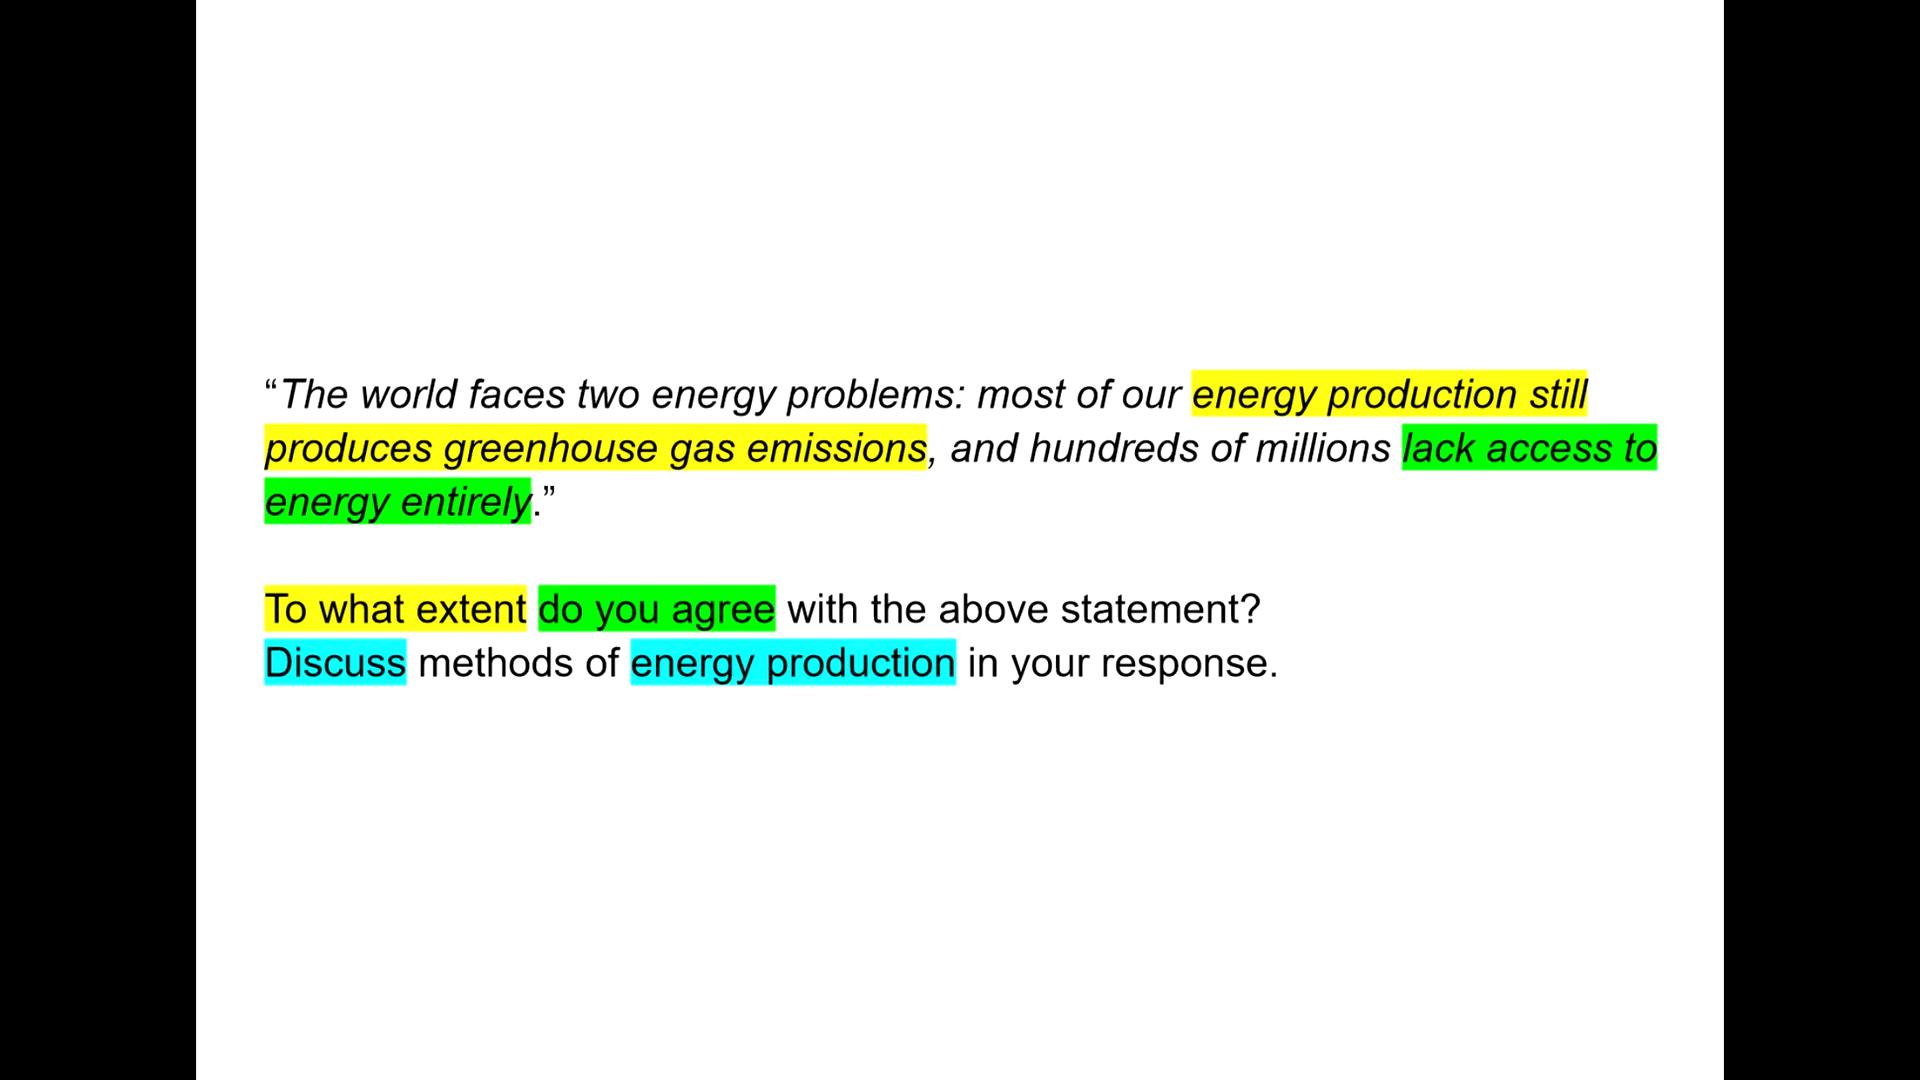 “The world faces two energy problems: most of our energy production still
produces greenhouse gas emissions, and hundreds of millions lack access to
energy entirely.”
To what extent do you agree with the above statement?
Discuss methods of energy production in your response.